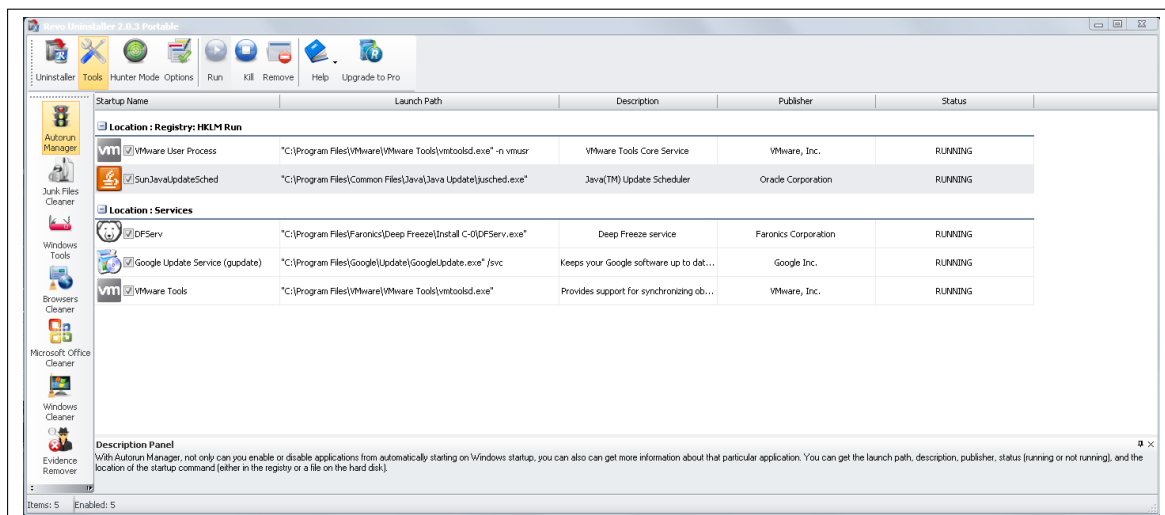 Revo Uninstaller 2.0.3 Portable
Uninstaller Tools Hunter Mode Options Run Kill Remove Help Upgrade to Pro
Startup Name Launch Path Description Publisher Status
Autorun Manager
Junk Files Cleaner
Windows Tools
Browsers Cleaner
Microsoft Office Cleaner
Windows Cleaner
Evidence Remover
Location : Registry: HKLM Run
vm VMware User Process "C:\Program Files\VMware\VMware Tools\vmtoolsd.exe" -n vmusr VMware Tools Core Service VMware, Inc. RUNNING
SunJavaUpdateSched "C:\Program Files\Common Files\Java\Java Update\jusched.exe" Java(TM) Update Scheduler Oracle Corporation RUNNING
Location : Services
DFServ "C:\Program Files\Faronics\Deep Freeze\Install C-0\DFServ.exe" Deep Freeze service Faronics Corporation RUNNING
Google Update Service (gupdate) "C:\Program Files\Google\Update\GoogleUpdate.exe" /svc Keeps your Google software up to dat... Google Inc. RUNNING
vm VMware Tools "C:\Program Files\VMware\VMware Tools\vmtoolsd.exe" Provides support for synchronizing ob... VMware, Inc. RUNNING
Description Panel
With Autorun Manager, not only can you enable or disable applications from automatically starting on Windows startup, you can also can get more information about that particular application. You can get the launch path, description, publisher, status (running or not running), and the
location of the startup command (either in the registry or a file on the hard disk).
Items: 5 Enabled: 5